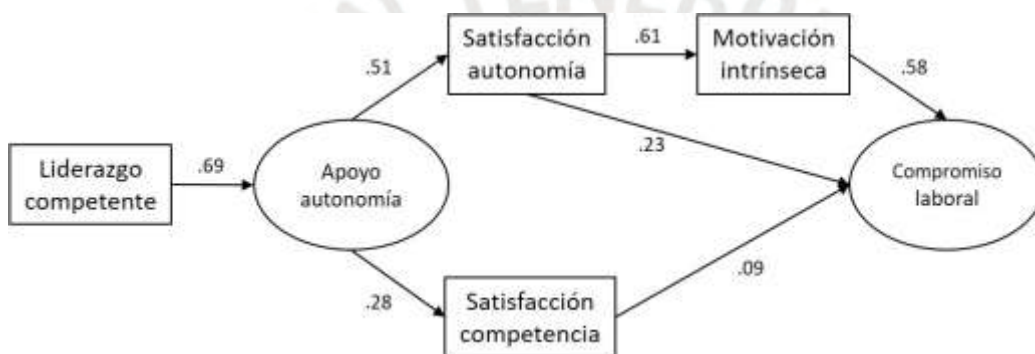 Satisfacción
autonomía
.61
Motivación
intrínseca
.51
.58
.23
Liderazgo
competente
.69
Apoyo
autonomía
Compromiso
laboral
.28
.09
Satisfacción
competencia